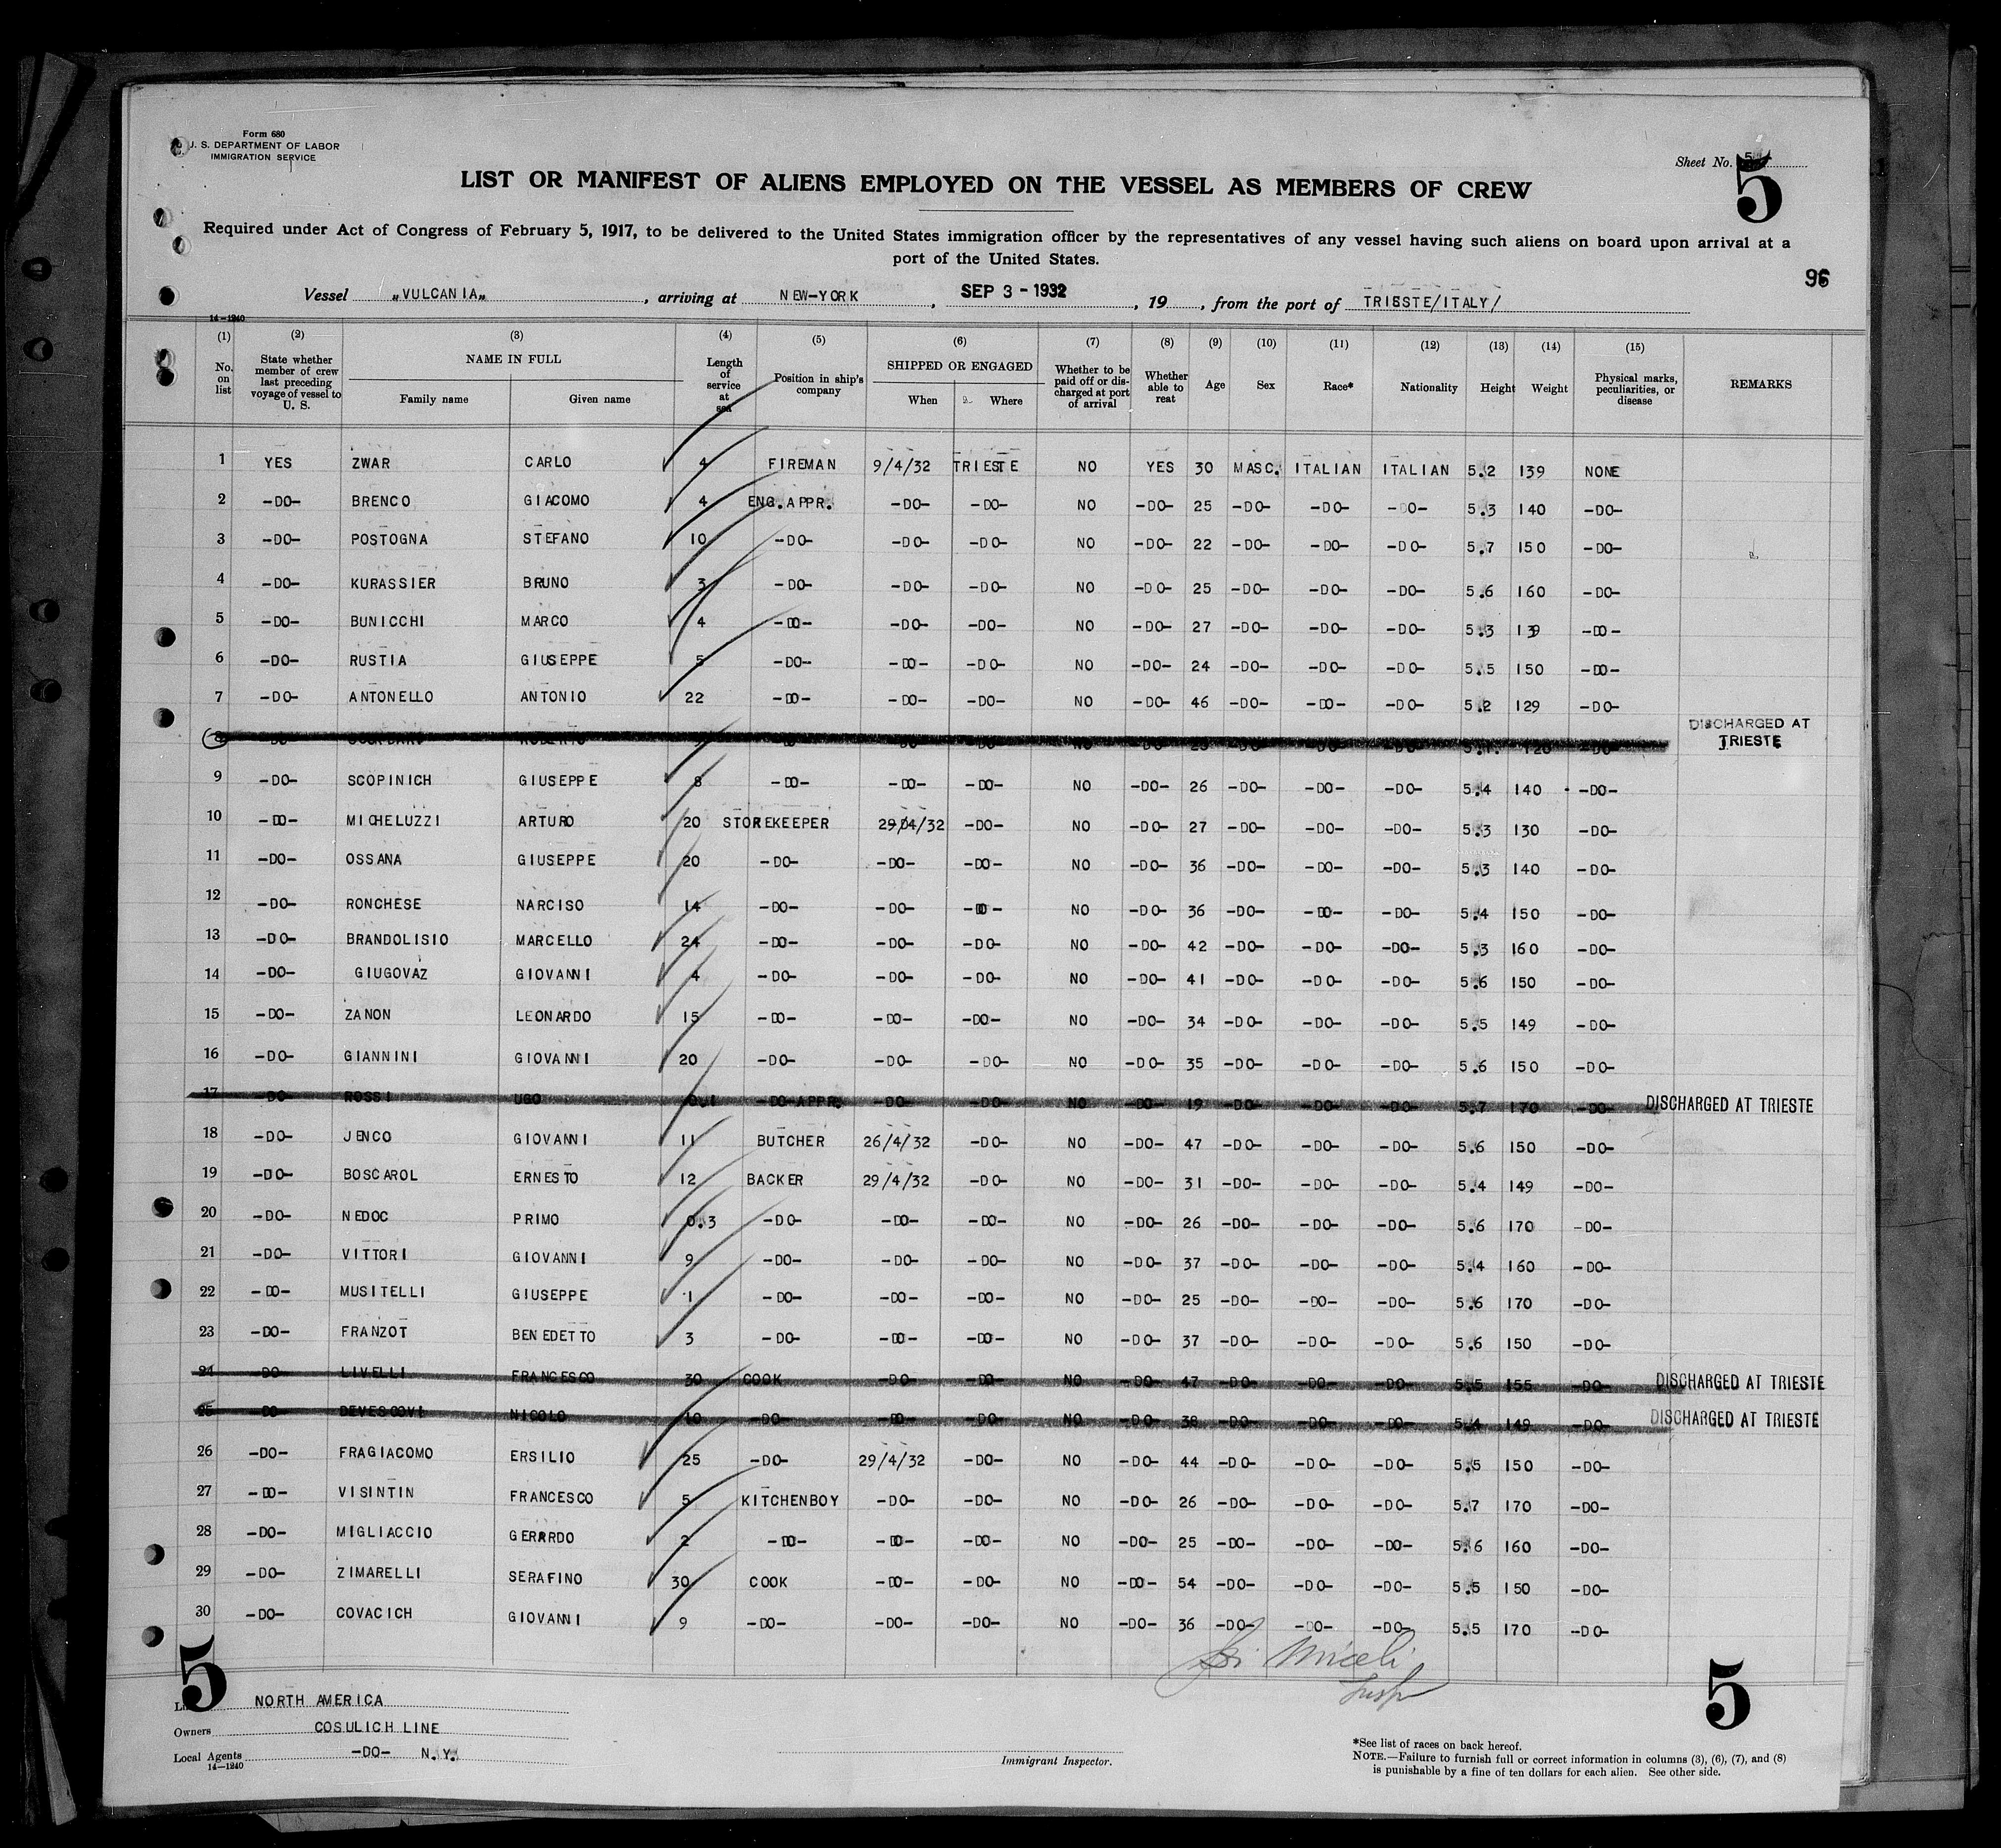 Form 680
U. S. DEPARTMENT OF LABOR
IMMIGRATION SERVICE
Sheet No. 5
5
LIST OR MANIFEST OF ALIENS EMPLOYED ON THE VESSEL AS MEMBERS OF CREW
Required under Act of Congress of February 5, 1917, to be delivered to the United States immigration officer by the representatives of any vessel having such aliens on board upon arrival at a
port of the United States.
96
Vessel „VULCANIA„ , arriving at NEW-YORK , SEP 3 - 1932 , 19 , from the port of TRIESTE/ITALY/
14-1240
(1) No. on list (2) State whether member of crew last preceding voyage of vessel to U. S. (3) NAME IN FULL Family name Given name (4) Length of service at sea (5) Position in ship's company (6) SHIPPED OR ENGAGED When Where (7) Whether to be paid off or discharged at port of arrival (8) Whether able to reat (9) Age (10) Sex (11) Race* (12) Nationality (13) Height (14) Weight (15) Physical marks, peculiarities, or disease REMARKS
1 YES ZWAR CARLO 4 FIREMAN 9/4/32 TRIESTE NO YES 30 MASC. ITALIAN ITALIAN 5.2 139 NONE
2 -DO- BRENCO GIACOMO 4 ENG.APPR. -DO- -DO- NO -DO- 25 -DO- -DO- -DO- 5.3 140 -DO-
3 -DO- POSTOGNA STEFANO 10 -DO- -DO- -DO- NO -DO- 22 -DO- -DO- -DO- 5.7 150 -DO-
4 -DO- KURASSIER BRUNO 3 -DO- -DO- -DO- NO -DO- 25 -DO- -DO- -DO- 5.6 160 -DO-
5 -DO- BUNICCHI MARCO 4 -DO- -DO- -DO- NO -DO- 27 -DO- -DO- -DO- 5.3 139 -DO-
6 -DO- RUSTIA GIUSEPPE 5 -DO- -DO- -DO- NO -DO- 24 -DO- -DO- -DO- 5.5 150 -DO-
7 -DO- ANTONELLO ANTONIO 22 -DO- -DO- -DO- NO -DO- 46 -DO- -DO- -DO- 5.2 129 -DO-
8 -DO- ROBERTO -DO- -DO- -DO- NO -DO- -DO- -DO- -DO- 120 -DO- DISCHARGED AT TRIESTE
9 -DO- SCOPINICH GIUSEPPE 8 -DO- -DO- -DO- NO -DO- 26 -DO- -DO- -DO- 5.4 140 -DO-
10 -DO- MICHELUZZI ARTURO 20 STOREKEEPER 29/04/32 -DO- NO -DO- 27 -DO- -DO- -DO- 5.3 130 -DO-
11 -DO- OSSANA GIUSEPPE 20 -DO- -DO- -DO- NO -DO- 36 -DO- -DO- -DO- 5.3 140 -DO-
12 -DO- RONCHESE NARCISO 14 -DO- -DO- -DO- NO -DO- 36 -DO- -DO- -DO- 5.4 150 -DO-
13 -DO- BRANDOLISIO MARCELLO 24 -DO- -DO- -DO- NO -DO- 42 -DO- -DO- -DO- 5.3 160 -DO-
14 -DO- GIUGOVAZ GIOVANNI 4 -DO- -DO- -DO- NO -DO- 41 -DO- -DO- -DO- 5.6 150 -DO-
15 -DO- ZANON LEONARDO 15 -DO- -DO- -DO- NO -DO- 34 -DO- -DO- -DO- 5.5 149 -DO-
16 -DO- GIANNINI GIOVANNI 20 -DO- -DO- -DO- NO -DO- 35 -DO- -DO- -DO- 5.6 150 -DO-
17 -DO- ROSSI UGO 0.1 -DO-APPR. -DO- -DO- NO -DO- 19 -DO- -DO- -DO- 5.7 170 -DO- DISCHARGED AT TRIESTE
18 -DO- JENCO GIOVANNI 11 BUTCHER 26/4/32 -DO- NO -DO- 47 -DO- -DO- -DO- 5.6 150 -DO-
19 -DO- BOSCAROL ERNESTO 12 BACKER 29/4/32 -DO- NO -DO- 31 -DO- -DO- -DO- 5.4 149 -DO-
20 -DO- NEDOC PRIMO 0.3 -DO- -DO- -DO- NO -DO- 26 -DO- -DO- -DO- 5.6 170 -DO-
21 -DO- VITTORI GIOVANNI 9 -DO- -DO- -DO- NO -DO- 37 -DO- -DO- -DO- 5.4 160 -DO-
22 -DO- MUSITELLI GIUSEPPE 1 -DO- -DO- -DO- NO -DO- 25 -DO- -DO- -DO- 5.6 170 -DO-
23 -DO- FRANZOT BENEDETTO 3 -DO- -DO- -DO- NO -DO- 37 -DO- -DO- -DO- 5.6 150 -DO-
24 -DO- LIVELLI FRANCESCO 30 COOK -DO- -DO- NO -DO- 47 -DO- -DO- -DO- 5.5 155 -DO- DISCHARGED AT TRIESTE
25 -DO- DEVESCOVI NICOLO 10 -DO- -DO- -DO- NO -DO- 38 -DO- -DO- -DO- 5.4 149 -DO- DISCHARGED AT TRIESTE
26 -DO- FRAGIACOMO ERSILIO 25 -DO- 29/4/32 -DO- NO -DO- 44 -DO- -DO- -DO- 5.5 150 -DO-
27 -DO- VISINTIN FRANCESCO 5 KITCHENBOY -DO- -DO- NO -DO- 26 -DO- -DO- -DO- 5.7 170 -DO-
28 -DO- MIGLIACCIO GERARDO 2 -DO- -DO- -DO- NO -DO- 25 -DO- -DO- -DO- 5.6 160 -DO-
29 -DO- ZIMARELLI SERAFINO 30 COOK -DO- -DO- NO -DO- 54 -DO- -DO- -DO- 5.5 150 -DO-
30 -DO- COVACICH GIOVANNI 9 -DO- -DO- -DO- NO -DO- 36 -DO- -DO- -DO- 5.5 170 -DO-
Miceli
Insp
5
5
NORTH AMERICA
Owners COSULICH LINE
Local Agents -DO- N.Y.
14-1240
Immigrant Inspector.
*See list of races on back hereof.
NOTE.—Failure to furnish full or correct information in columns (3), (6), (7), and (8)
is punishable by a fine of ten dollars for each alien. See other side.